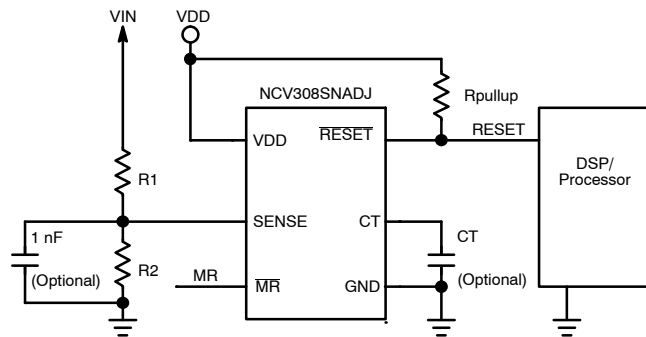 VIN
VDD
NCV308SNADJ
Rpullup
VDD
RESET
RESET
DSP/
Processor
R1
SENSE
CT
1 nF
(Optional)
R2
CT
(Optional)
MR
MR
GND